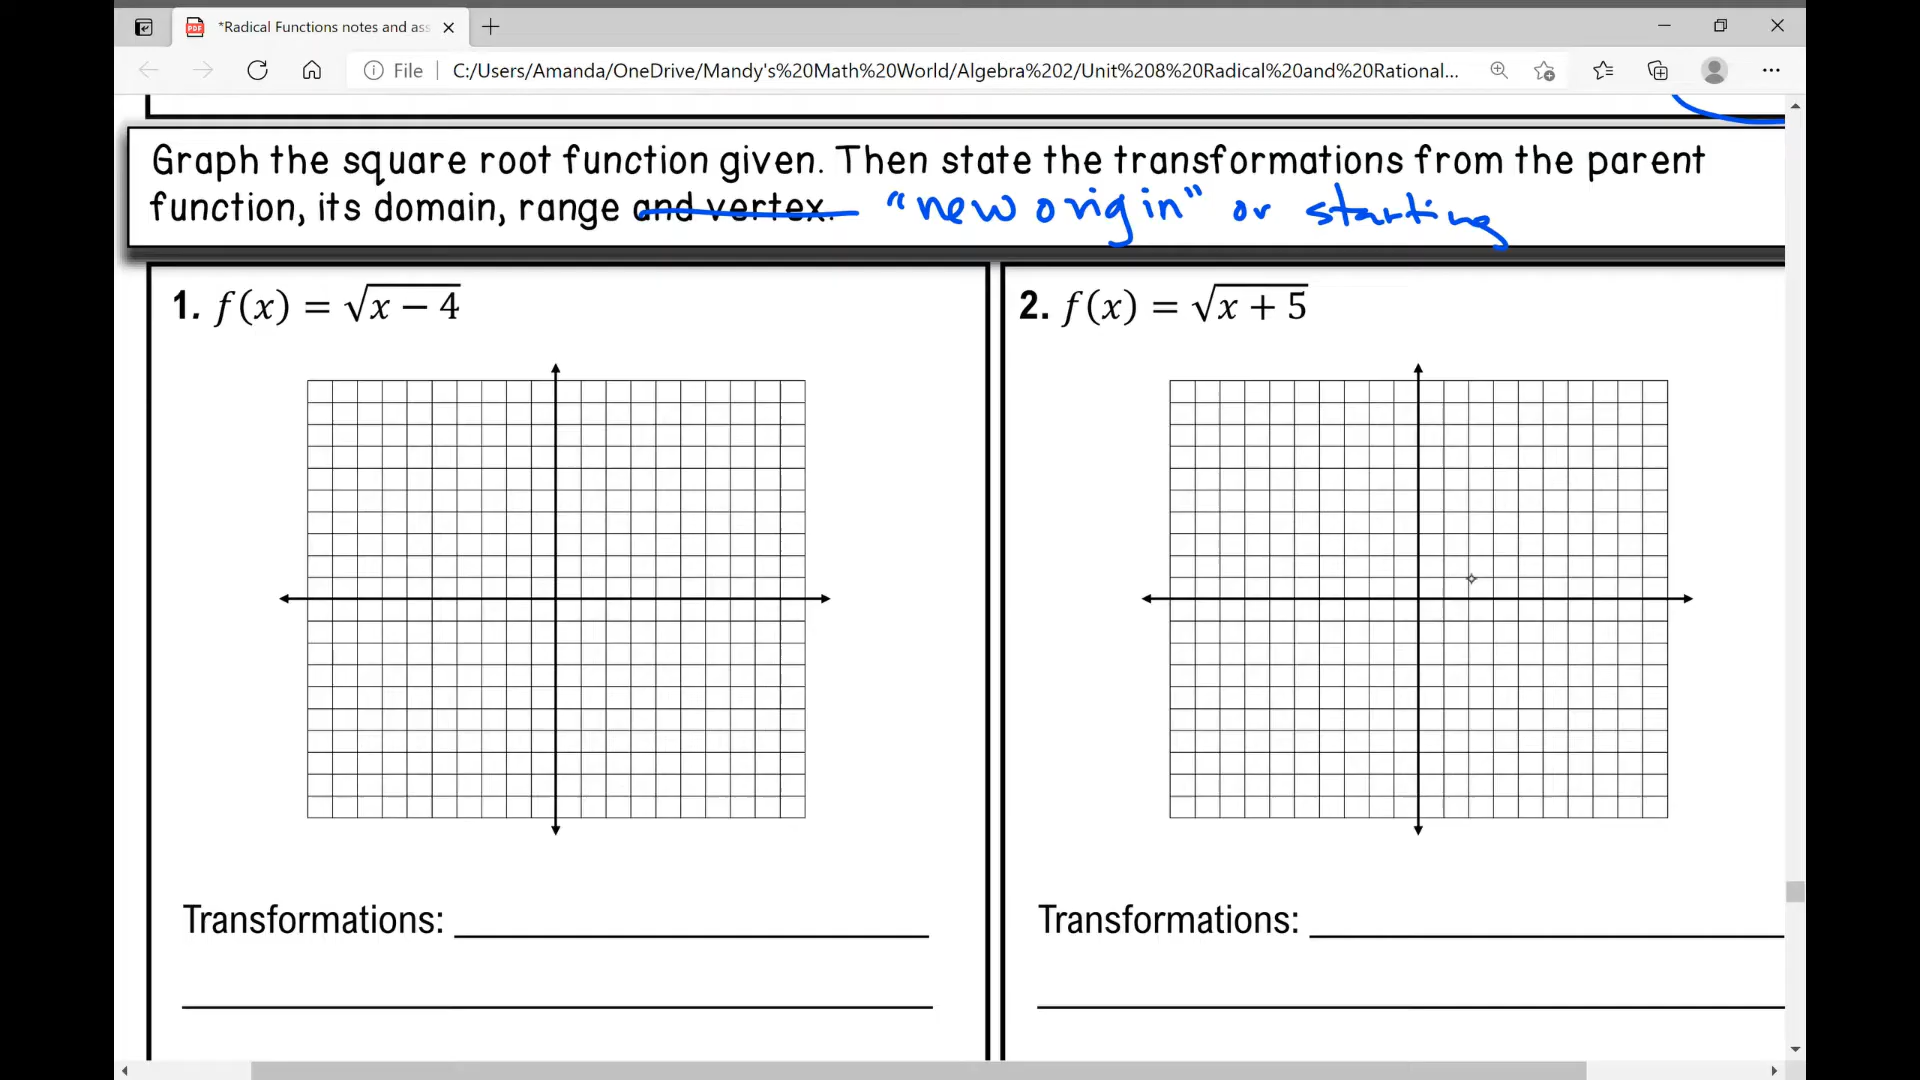 *Radical Functions notes and ass
File
C:/Users/Amanda/OneDrive/Mandy's%20Math%20World/Algebra%202/Unit%208%20Radical%20and%20Rational...
Graph the square root function given. Then state the transformations from the parent
function, its domain, range and vertex. "new origin" or starting
1. f(x) = √x − 4
2. f(x) = √x + 5
Transformations:
Transformations: